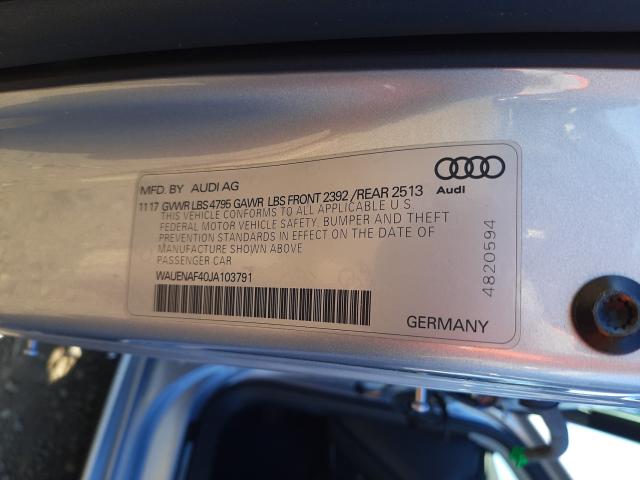 MFD. BY AUDI AG
11 17 GVWR LBS 4795 GAWR LBS FRONT 2392 / REAR 2513
THIS VEHICLE CONFORMS TO ALL APPLICABLE U.S.
FEDERAL MOTOR VEHICLE SAFETY, BUMPER AND THEFT
PREVENTION STANDARDS IN EFFECT ON THE DATE OF
MANUFACTURE SHOWN ABOVE
PASSENGER CAR
WAUENAF40JA103791
Audi
4820594
GERMANY